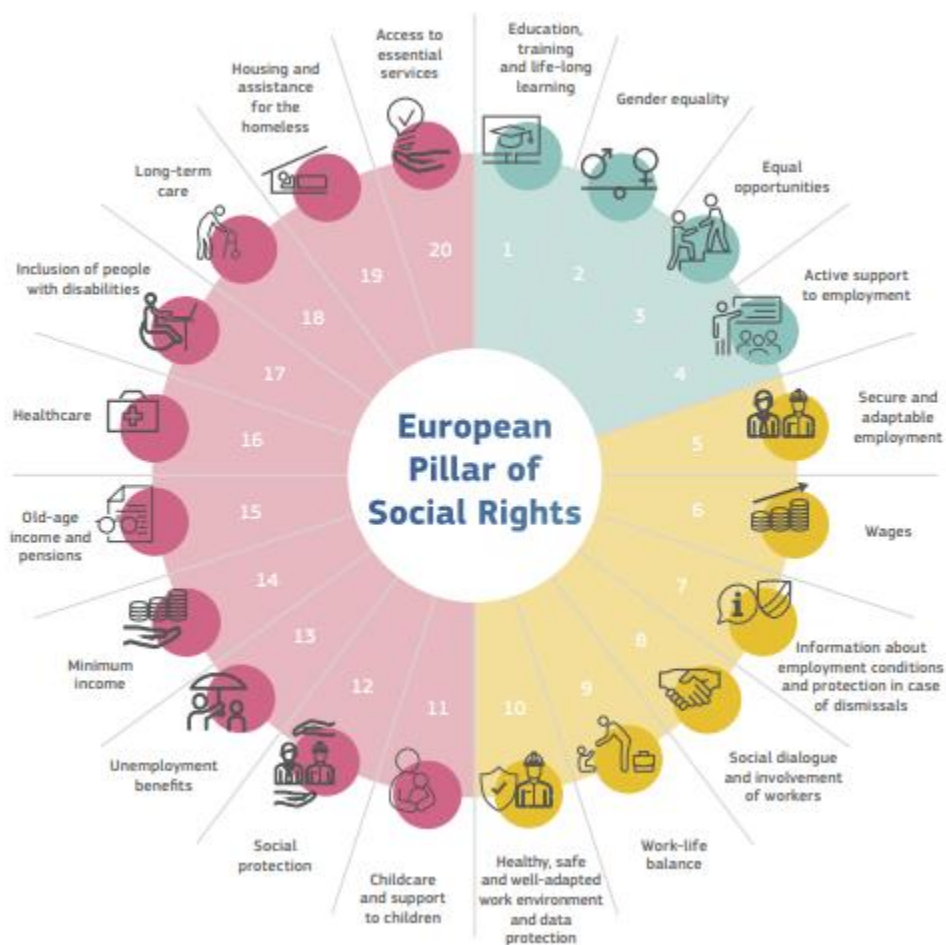 European
Pillar of
Social Rights
1
Education,
training
and life-long
learning
2
Gender equality
3
Equal
opportunities
4
Active support
to employment
5
Secure and
adaptable
employment
6
Wages
7
Information about
employment conditions
and protection in case
of dismissals
8
Social dialogue
and involvement
of workers
9
Work-life
balance
10
Healthy, safe
and well-adapted
work environment
and data
protection
11
Childcare
and support
to children
12
Social
protection
13
Unemployment
benefits
14
Minimum
income
15
Old-age
income and
pensions
16
Healthcare
17
Inclusion of people
with disabilities
18
Long-term
care
19
Housing and
assistance
for the
homeless
20
Access to
essential
services
i